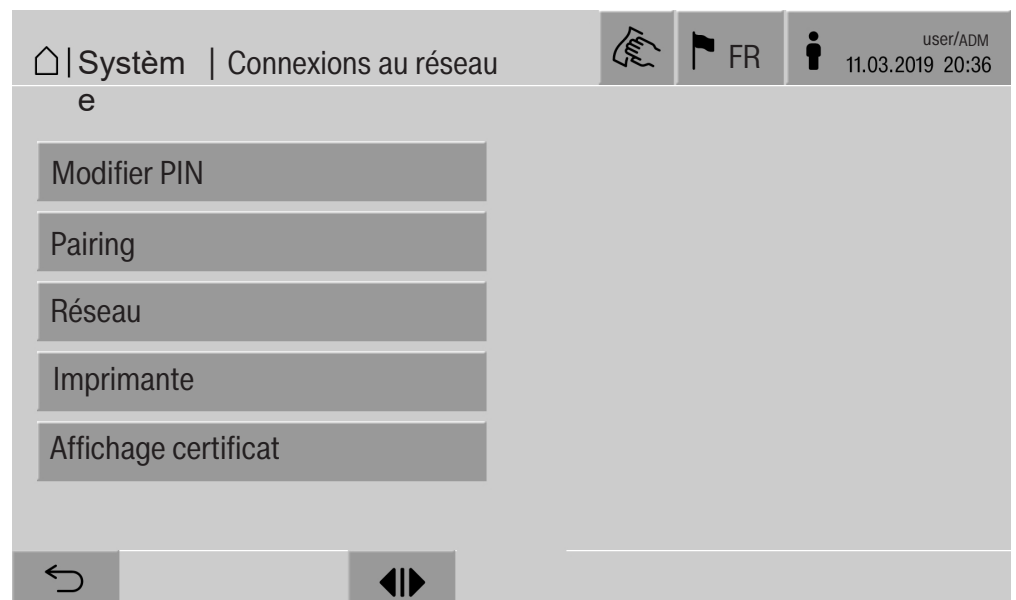 Systèm
e
| Connexions au réseau
FR
user/ADM
11.03.2019 20:36
Modifier PIN
Pairing
Réseau
Imprimante
Affichage certificat